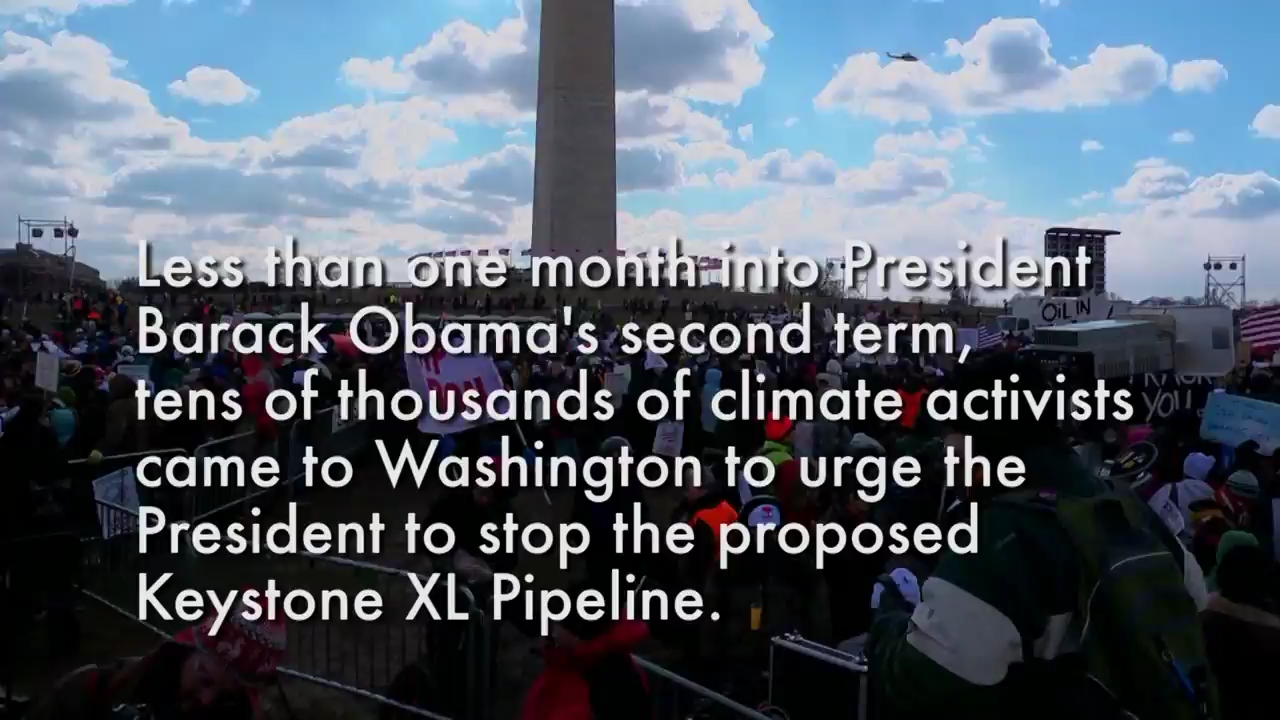 Less than one month into President
Barack Obama's second term,
tens of thousands of climate activists
came to Washington to urge the
President to stop the proposed
Keystone XL Pipeline.
OiL IN
YOU